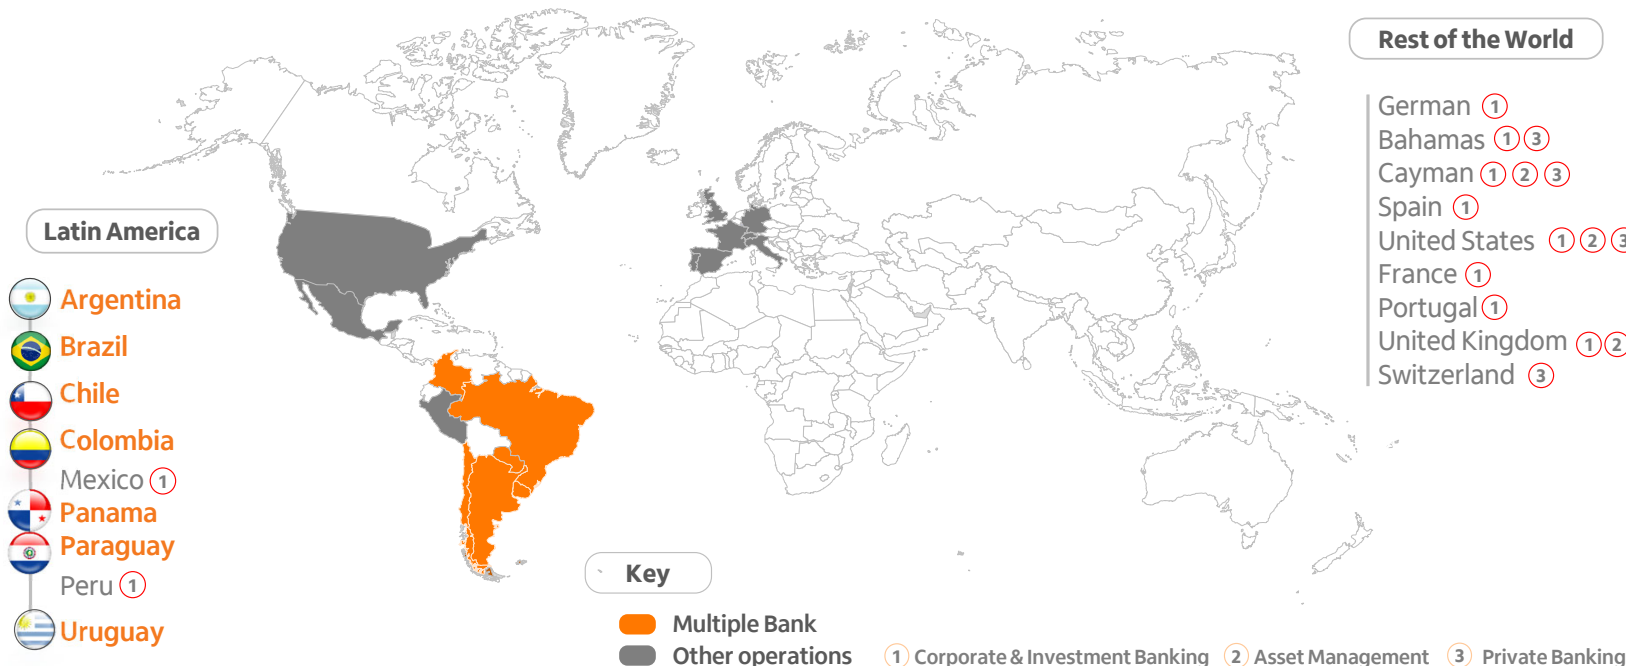 Rest of the World
German 1
Bahamas 1 3
Cayman 1 2 3
Spain 1
United States 1 2 3
France 1
Portugal 1
United Kingdom 1 2
Switzerland 3
Latin America
Argentina
Brazil
Chile
Colombia
Mexico 1
Panama
Paraguay
Peru 1
Uruguay
Key
Multiple Bank
Other operations 1 Corporate & Investment Banking 2 Asset Management 3 Private Banking